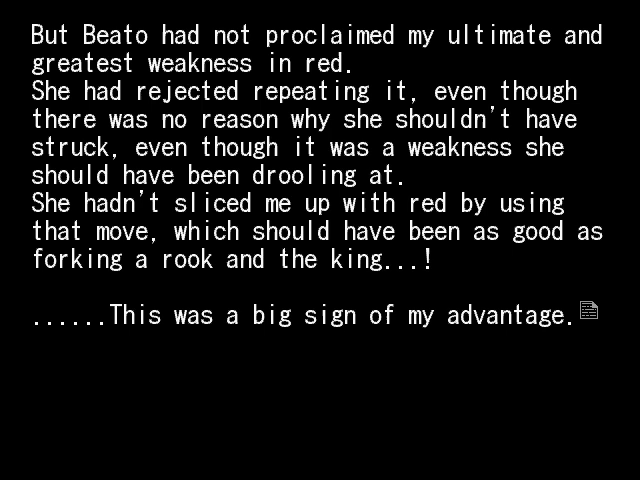 But Beato had not proclaimed my ultimate and
greatest weakness in red.
She had rejected repeating it, even though
there was no reason why she shouldn't have
struck, even though it was a weakness she
should have been drooling at.
She hadn't sliced me up with red by using
that move, which should have been as good as
forking a rook and the king...!
......This was a big sign of my advantage.